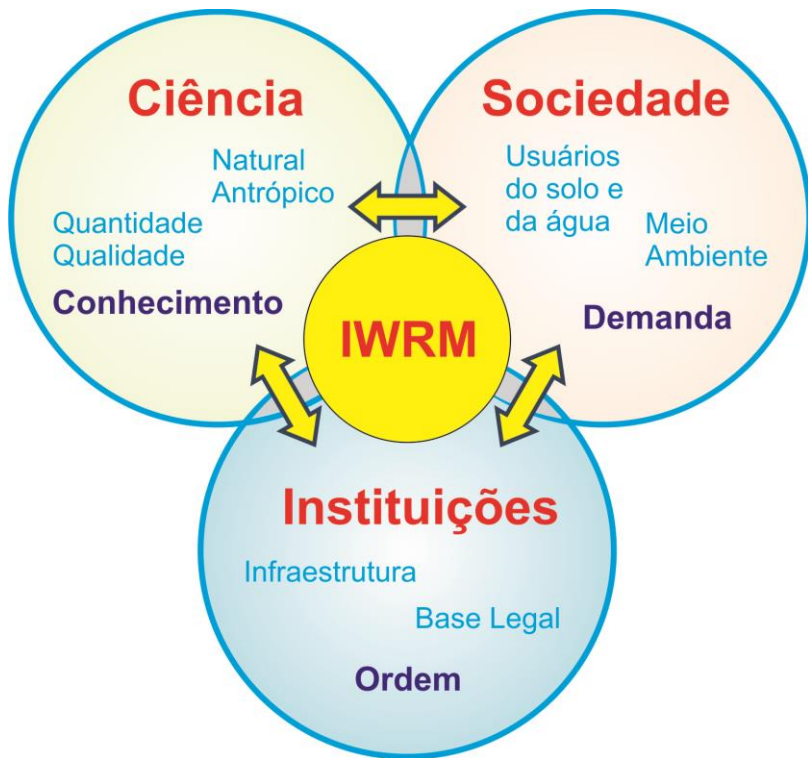 Ciência
Natural
Antrópico
Quantidade
Qualidade
Conhecimento
Sociedade
Usuários
do solo e
da água
Meio
Ambiente
Demanda
IWRM
Instituições
Infraestrutura
Base Legal
Ordem